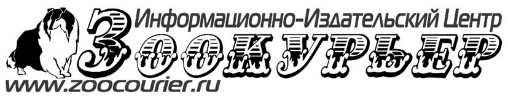 Информационно-Издательский Центр
Зоокурьер
www.zoocourier.ru